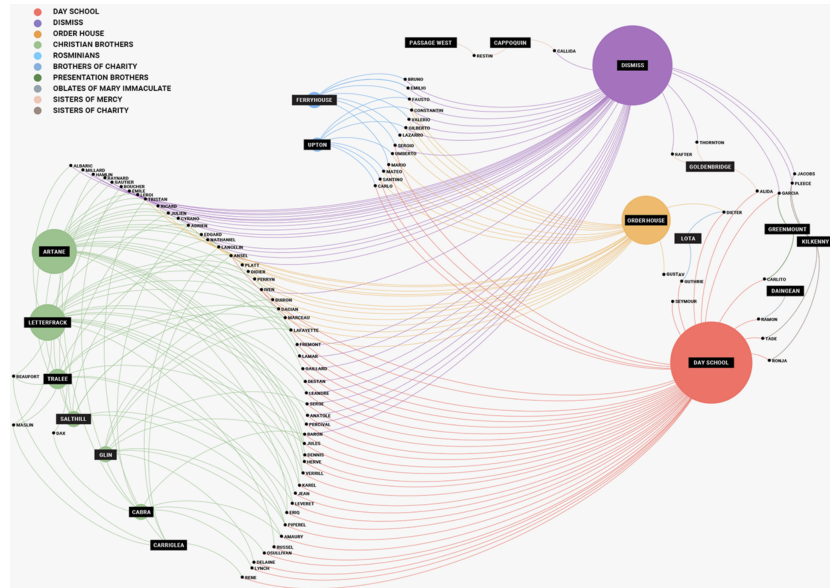 DAY SCHOOL
DISMISS
ORDER HOUSE
CHRISTIAN BROTHERS
ROSMINIANS
BROTHERS OF CHARITY
PRESENTATION BROTHERS
OBLATES OF MARY IMMACULATE
SISTERS OF MERCY
SISTERS OF CHARITY
PASSAGE WEST
CAPPOQUIN
CALLIDA
BESTIN
DISMISS
BRUNO
EMILIO
FERRYHOUSE
FAUSTO
CONSTANTIN
VALERIO
GILBERTO
LAZARRO
UPTON
SERGIO
UMBERTO
MARIO
MATEO
SANTINO
CARLO
THORNTON
RAFTER
GOLDENBRIDGE
JACOBS
PLEECE
ALIDA
GARCIA
ALBARIC
MILLARD
HAMLIN
BAYNARD
GAUTIER
BOUCHER
EMILE
LEROI
TRISTAN
RICARD
JULIEN
CYRANO
ADRIEN
EDGARD
NATHANIEL
LANCELIN
ANSEL
PLATT
DIDIER
PERRYN
IVEN
DACIAN
MARCEAU
LAFAYETTE
FREMONT
LAMAR
GAILLARD
DESTAN
LEANDRE
SERGE
ANATOLE
PERCIVAL
BARON
JULES
DENNIS
HERVE
VERRILL
KAREL
JEAN
LEVERET
ERIQ
PIPEREL
AMAURY
RUSSEL
OSULLIVAN
DELAINE
LYNCH
RENE
ARTANE
LETTERFRACK
TRALEE
BEAUFORT
SALTHILL
MASLIN
DAX
GLIN
CABRA
CARRIGLEA
ORDER HOUSE
DIETER
LOTA
GREENMOUNT
KILKENNY
GUSTAV
GUTHRIE
CARLITO
DAINGEAN
SEYMOUR
RAMON
TADE
RONJA
DAY SCHOOL